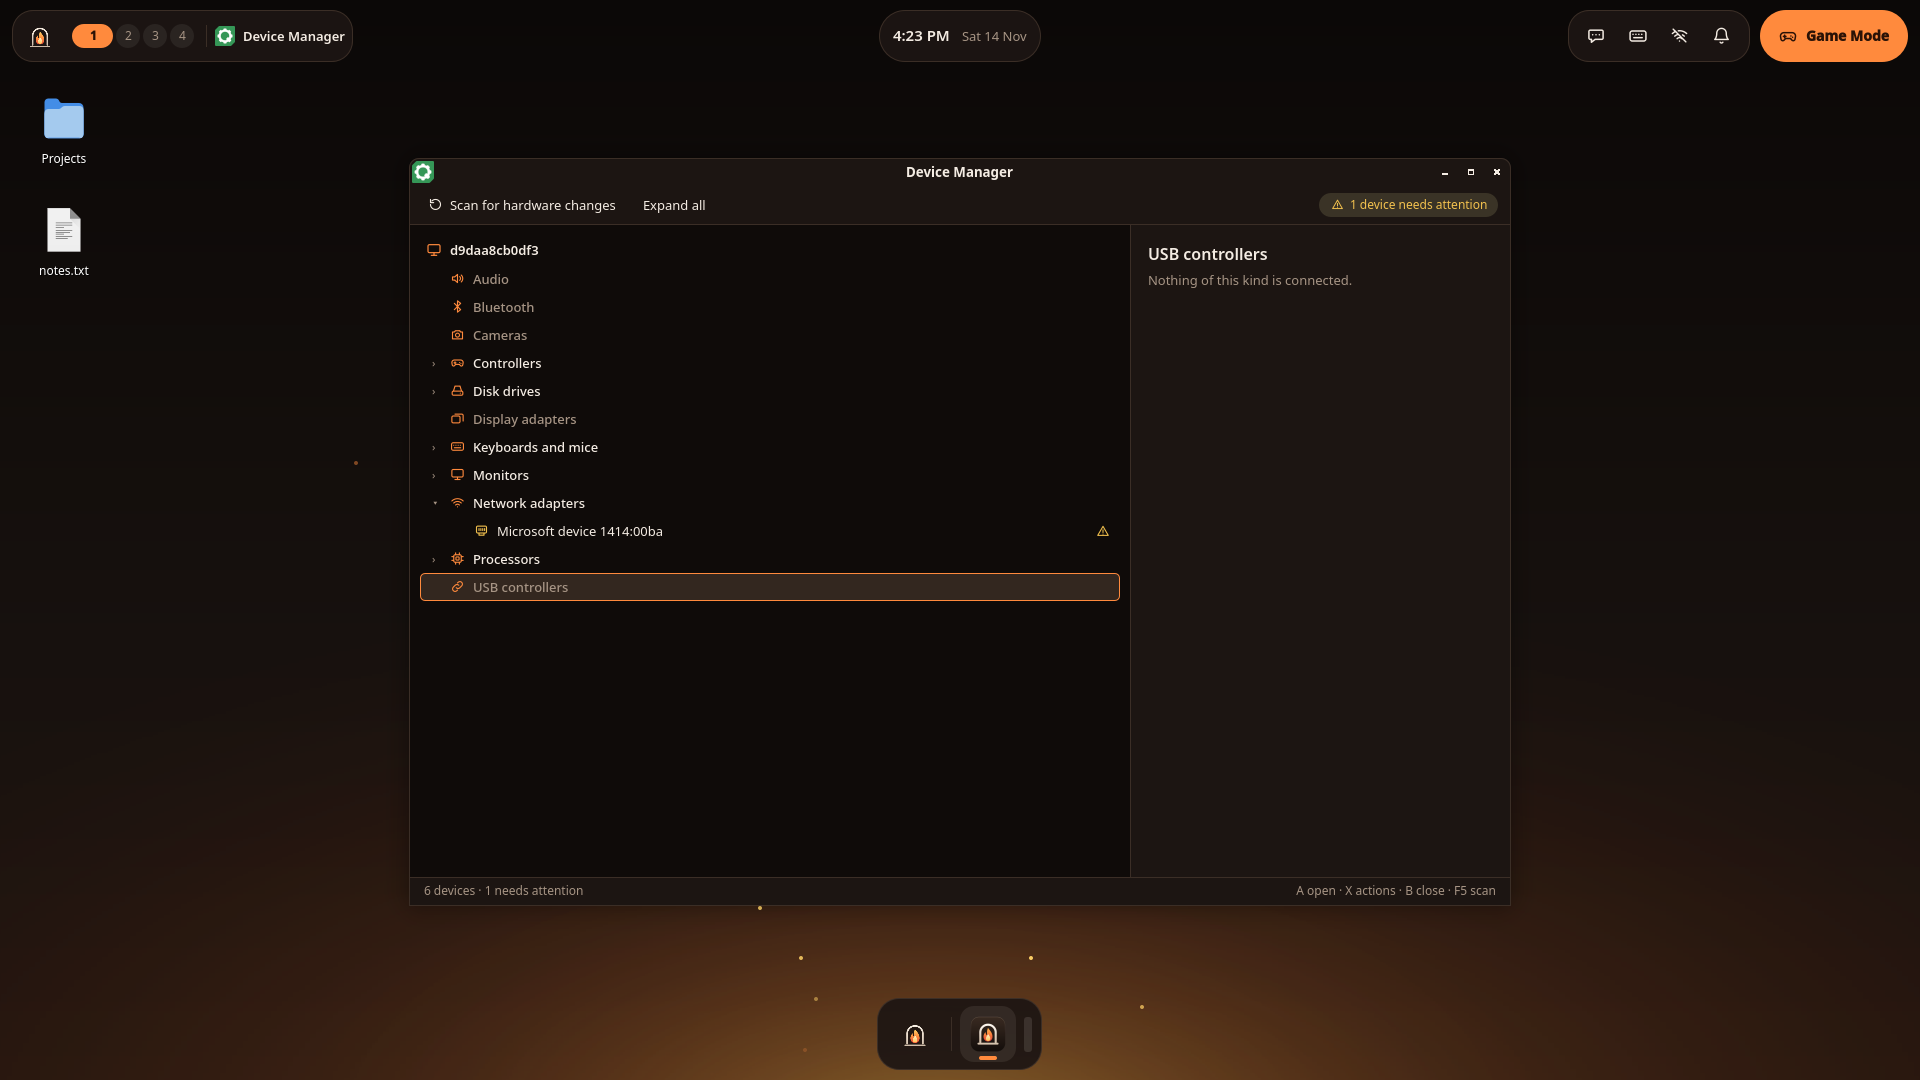 1 2 3 4 Device Manager
4:23 PM Sat 14 Nov
Game Mode
Projects
notes.txt
Device Manager
Scan for hardware changes Expall all
1 device needs attention
d9daa8cb0df3
Audio
Bluetooth
Cameras
Controllers
Disk drives
Display adapters
Keyboards and mice
Monitors
Network adapters
Microsoft device 1414:00ba
Processors
USB controllers
USB controllers
Nothing of this kind is connected.
6 devices · 1 needs attention
A open · X actions · B close · F5 scan